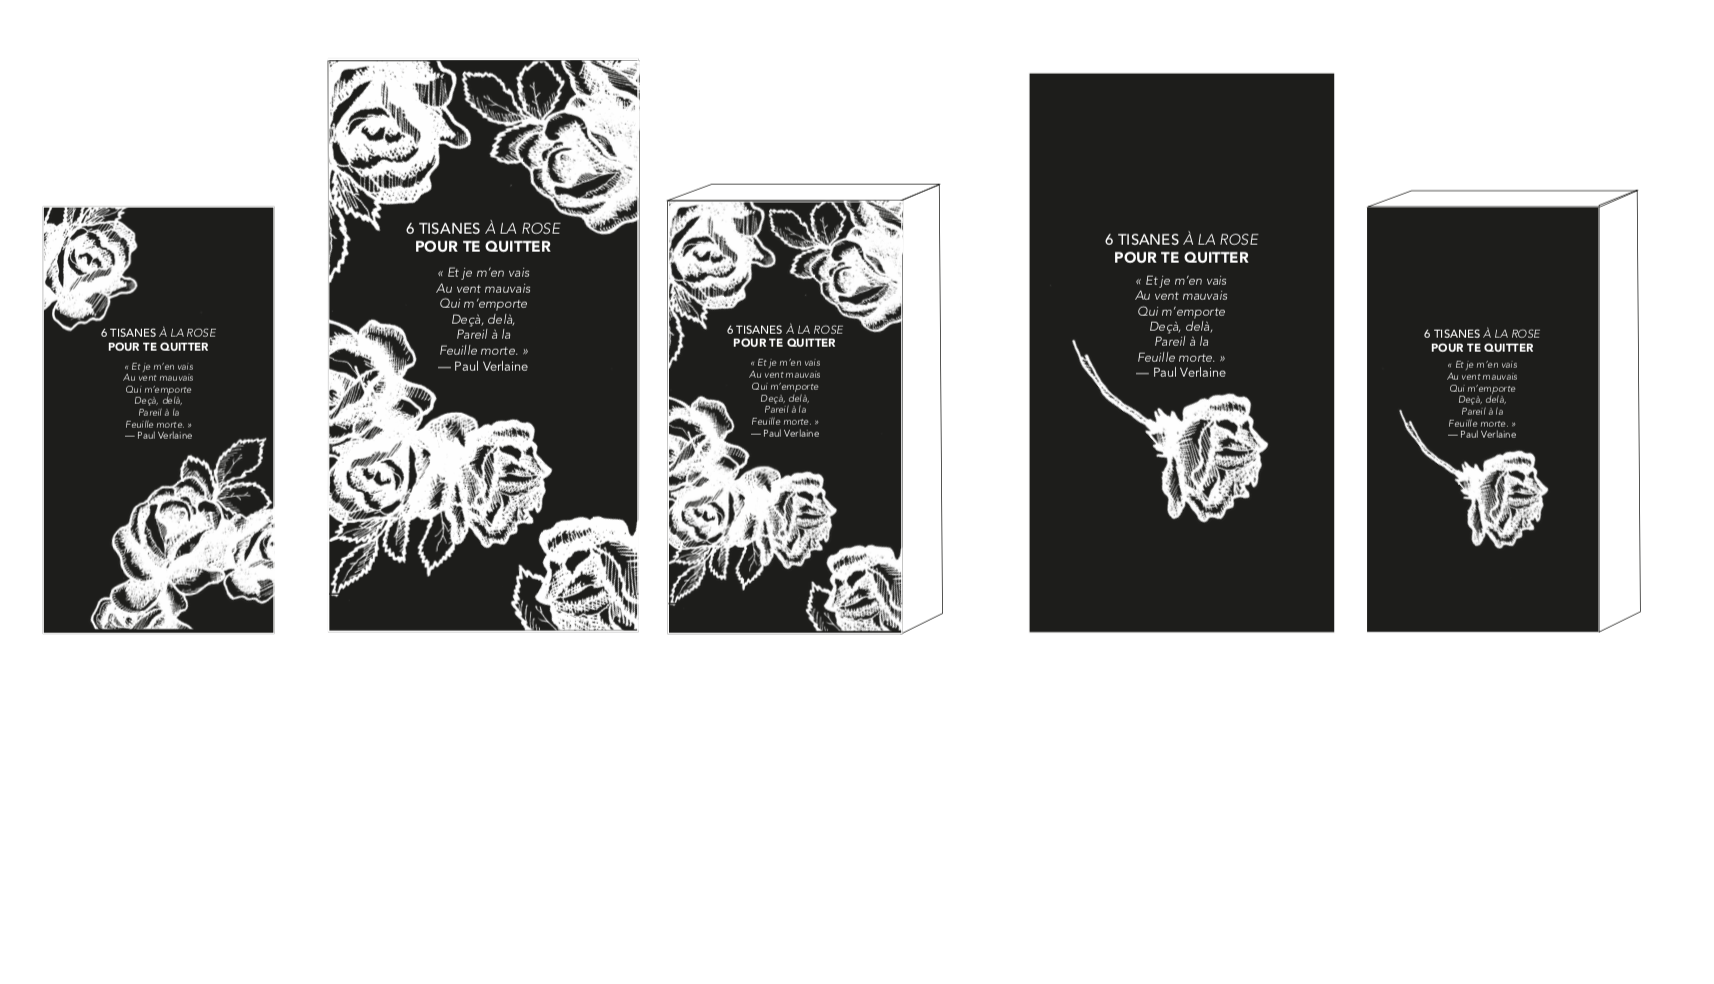 6 TISANES À LA ROSE
POUR TE QUITTER
« Et je m’en vais
Au vent mauvais
Qui m’emporte
Deçà, delà,
Pareil à la
Feuille morte. »
— Paul Verlaine
6 TISANES À LA ROSE
POUR TE QUITTER
« Et je m’en vais
Au vent mauvais
Qui m’emporte
Deçà, delà,
Pareil à la
Feuille morte. »
— Paul Verlaine
6 TISANES À LA ROSE
POUR TE QUITTER
« Et je m’en vais
Au vent mauvais
Qui m’emporte
Deçà, delà,
Pareil à la
Feuille morte. »
— Paul Verlaine
6 TISANES À LA ROSE
POUR TE QUITTER
« Et je m’en vais
Au vent mauvais
Qui m’emporte
Deçà, delà,
Pareil à la
Feuille morte. »
— Paul Verlaine
6 TISANES À LA ROSE
POUR TE QUITTER
« Et je m’en vais
Au vent mauvais
Qui m’emporte
Deçà, delà,
Pareil à la
Feuille morte. »
— Paul Verlaine